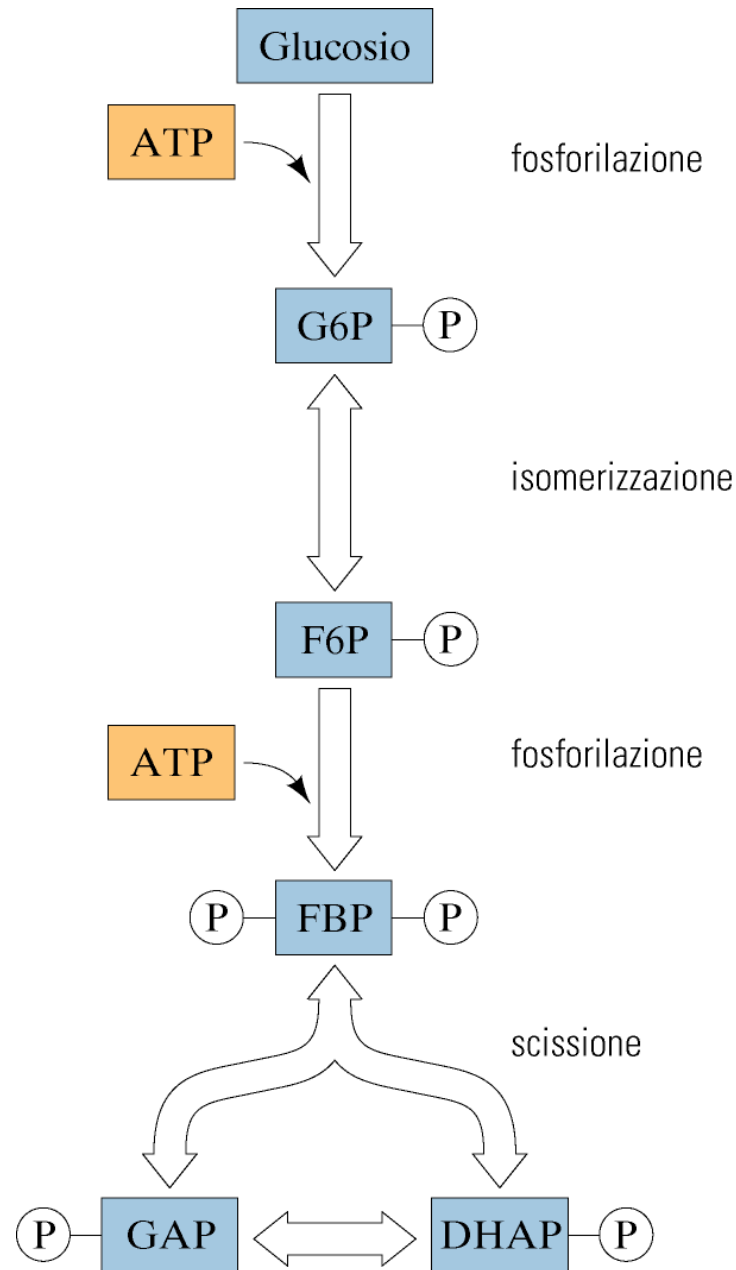 Glucosio
ATP
fosforilazione
G6P P
isomerizzazione
F6P P
ATP
fosforilazione
P FBP P
scissione
P GAP DHAP P